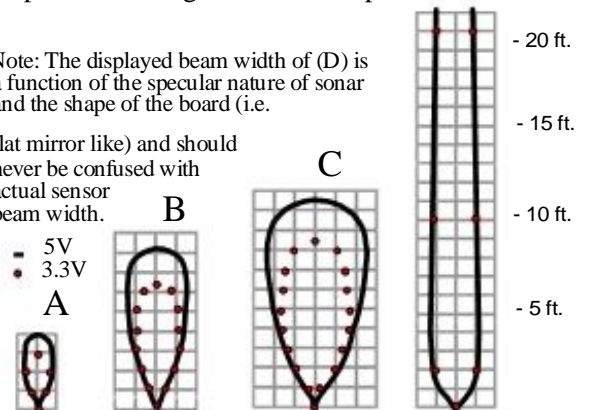 Note: The displayed beam width of (D) is
a function of the specular nature of sonar
and the shape of the board (i.e.
flat mirror like) and should
never be confused with
actual sensor
beam width.
5V
3.3V
A
B
C
- 20 ft.
- 15 ft.
- 10 ft.
- 5 ft.